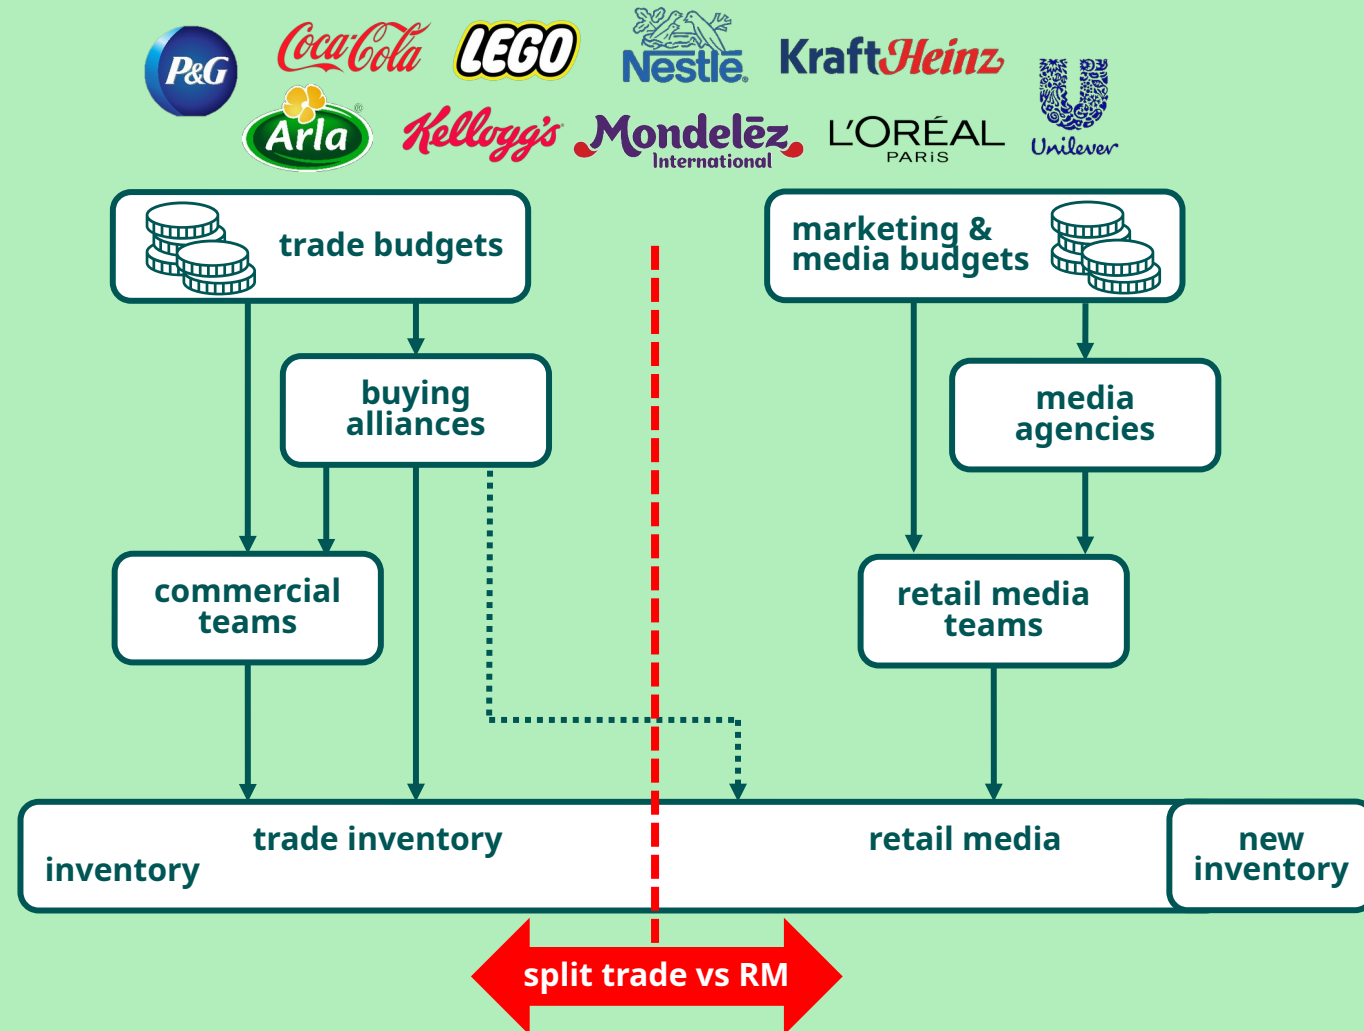 P&G
Coca-Cola
LEGO
Nestlē®
KraftHeinz
Arla®
Kellogg's
Mondelēz
International
L'ORÉAL
PARiS
Unilever
trade budgets
marketing &
media budgets
buying
alliances
media
agencies
commercial
teams
retail media
teams
trade inventory
inventory
retail media
new
inventory
split trade vs RM